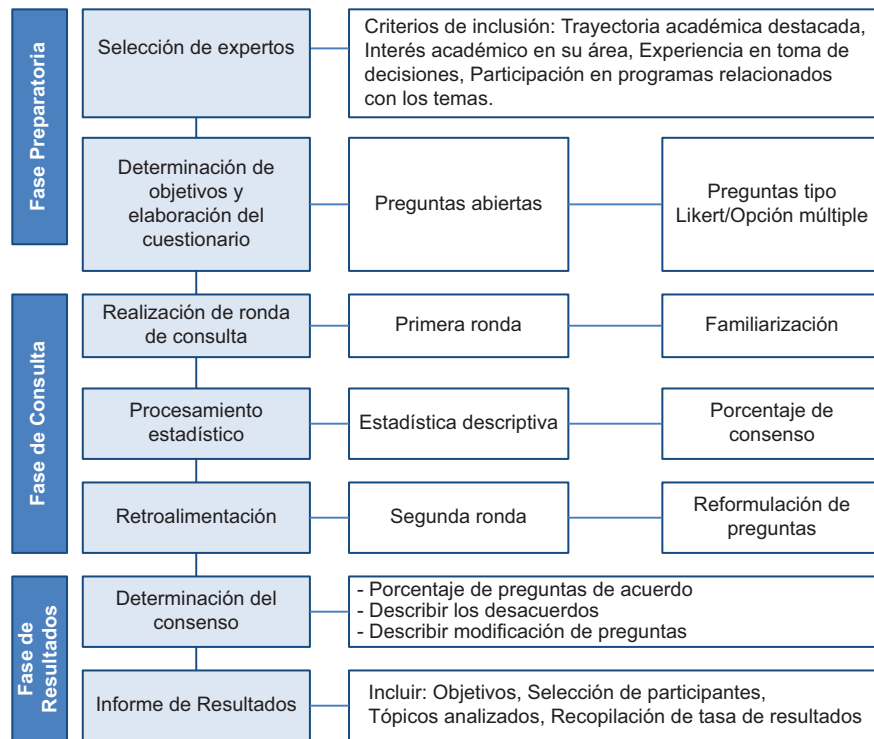 Fase Preparatoria
Selección de expertos
Criterios de inclusión: Trayectoria académica destacada,
Interés académico en su área, Experiencia en toma de
decisiones, Participación en programas relacionados
con los temas.
Determinación de
objetivos y
elaboración del
cuestionario
Preguntas abiertas
Preguntas tipo
Likert/Opción múltiple
Fase de Consulta
Realización de ronda
de consulta
Primera ronda
Familiarización
Procesamiento
estadístico
Estadística descriptiva
Porcentaje de
consenso
Retroalimentación
Segunda ronda
Reformulación de
preguntas
Fase de
Resultados
Determinación del
consenso
- Porcentaje de preguntas de acuerdo
- Describir los desacuerdos
- Describir modificación de preguntas
Informe de Resultados
Incluir: Objetivos, Selección de participantes,
Tópicos analizados, Recopilación de tasa de resultados